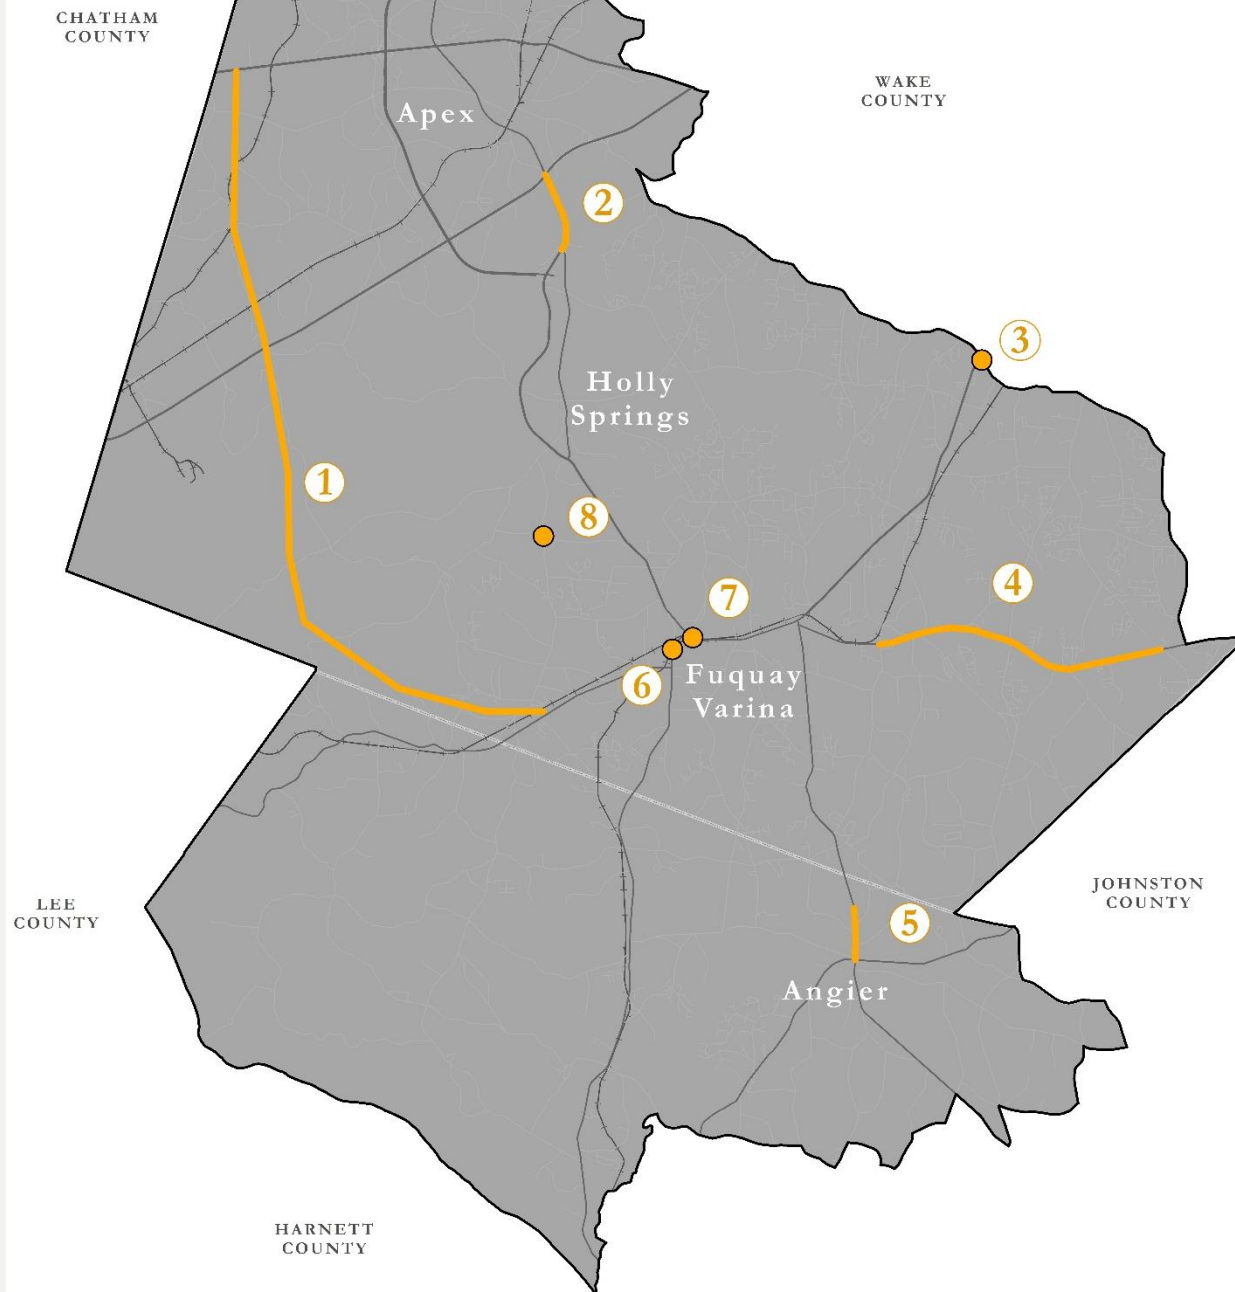 CHATHAM
COUNTY
WAKE
COUNTY
Apex
2
3
Holly
Springs
1
8
4
7
6
Fuquay
Varina
LEE
COUNTY
JOHNSTON
COUNTY
5
Angier
HARNETT
COUNTY